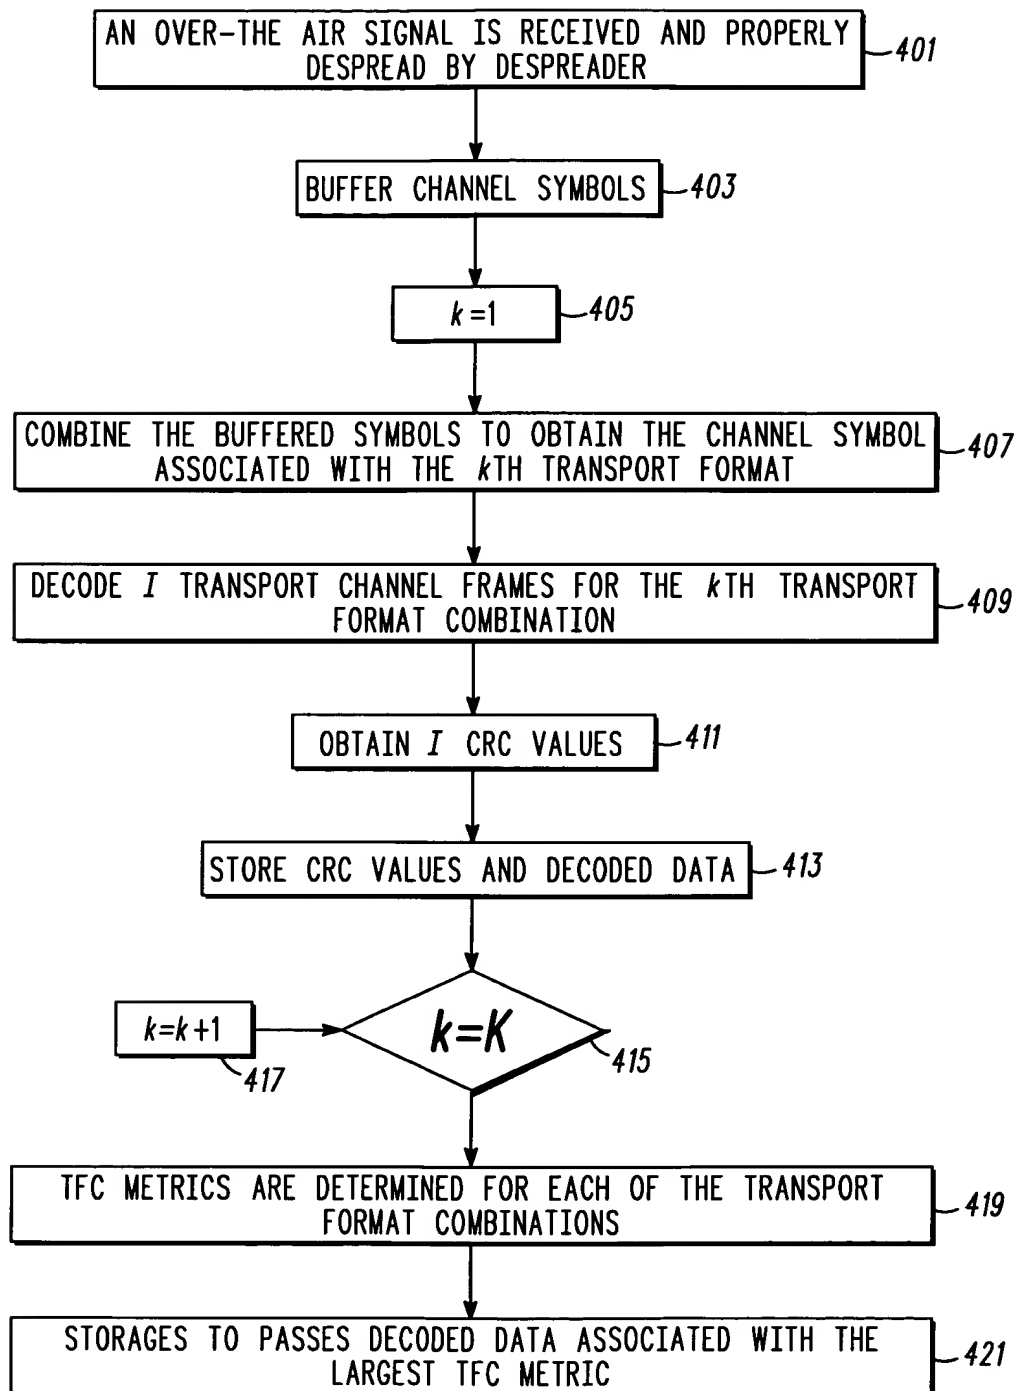 AN OVER-THE AIR SIGNAL IS RECEIVED AND PROPERLY
DESPREAD BY DESPREADER
401
BUFFER CHANNEL SYMBOLS
403
k=1
405
COMBINE THE BUFFERED SYMBOLS TO OBTAIN THE CHANNEL SYMBOL
ASSOCIATED WITH THE kTH TRANSPORT FORMAT
407
DECODE I TRANSPORT CHANNEL FRAMES FOR THE kTH TRANSPORT
FORMAT COMBINATION
409
OBTAIN I CRC VALUES
411
STORE CRC VALUES AND DECODED DATA
413
k=k+1
417
k=K
415
TFC METRICS ARE DETERMINED FOR EACH OF THE TRANSPORT
FORMAT COMBINATIONS
419
STORAGES TO PASSES DECODED DATA ASSOCIATED WITH THE
LARGEST TFC METRIC
421